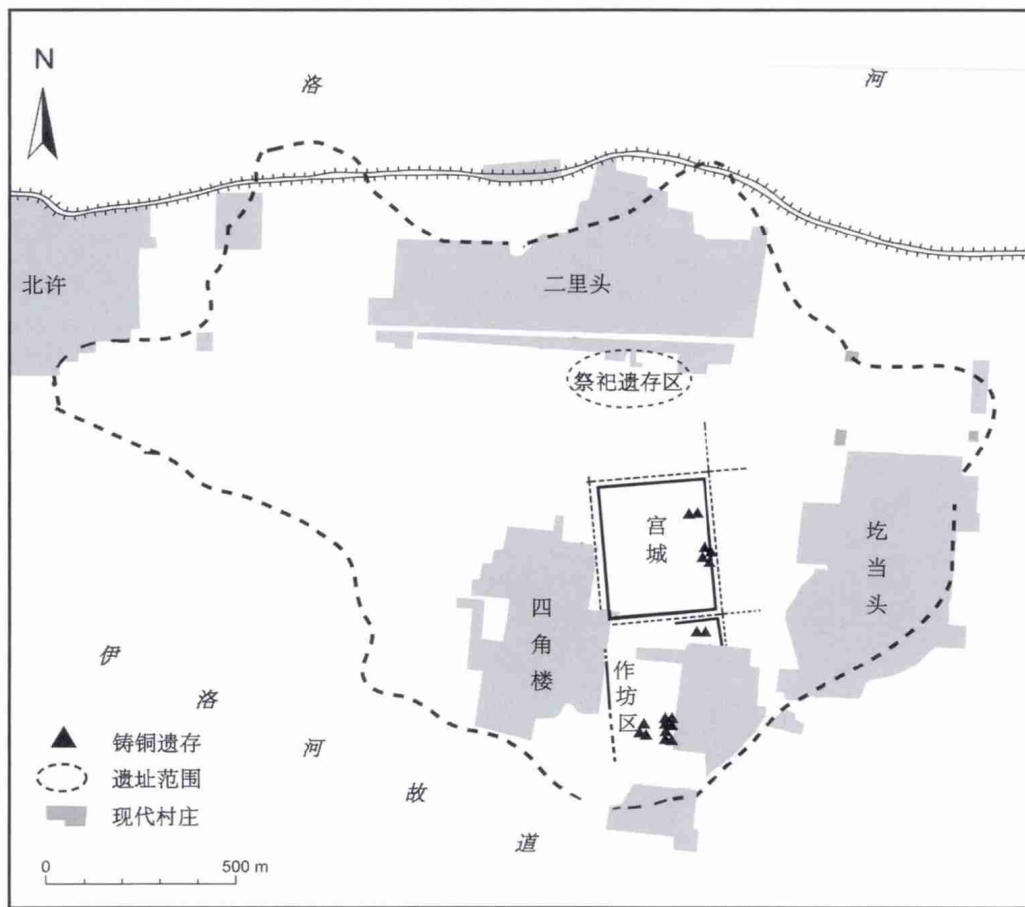 N
洛 河
北许
二里头
祭祀遗存区
宫城
圪当头
四角楼
作坊区
伊洛河故道
铸铜遗存
遗址范围
现代村庄
0 500 m